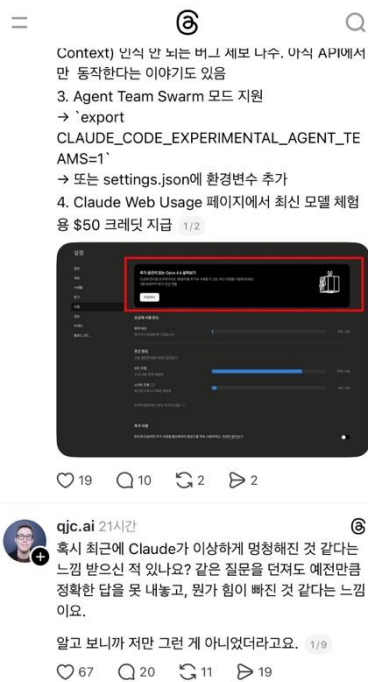 Context) 인식 안 되는 버그 제보 다수. 아직 API에서
만 동작한다는 이야기도 있음
3. Agent Team Swarm 모드 지원
→ `export
CLAUDE_CODE_EXPERIMENTAL_AGENT_TE
AMS=1`
→ 또는 settings.json에 환경변수 추가
4. Claude Web Usage 페이지에서 최신 모델 체험
용 $50 크레딧 지급 1/2
설정
추가 사용
19 10 2 2
qjc.ai 21시간
혹시 최근에 Claude가 이상하게 멍청해진 것 같다는
느낌 받으신 적 있나요? 같은 질문을 던져도 예전만큼
정확한 답을 못 내놓고, 뭔가 힘이 빠진 것 같다는 느낌
이요.
알고 보니까 저만 그런 게 아니었더라고요. 1/9
67 20 11 19